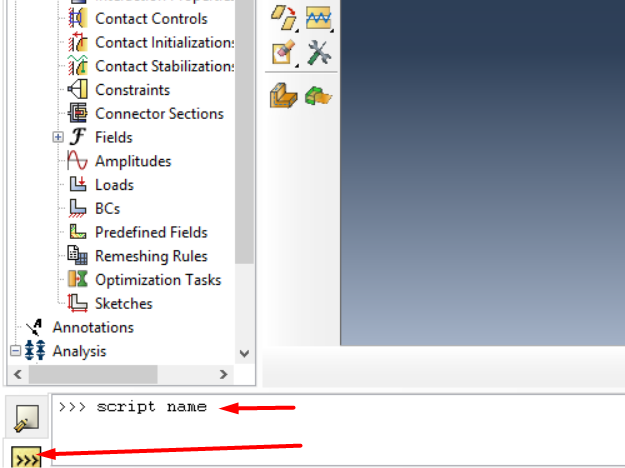 Contact Controls
Contact Initializations
Contact Stabilizations
Constraints
Connector Sections
Fields
Amplitudes
Loads
BCs
Predefined Fields
Remeshing Rules
Optimization Tasks
Sketches
Annotations
Analysis
>>> script name
>>>